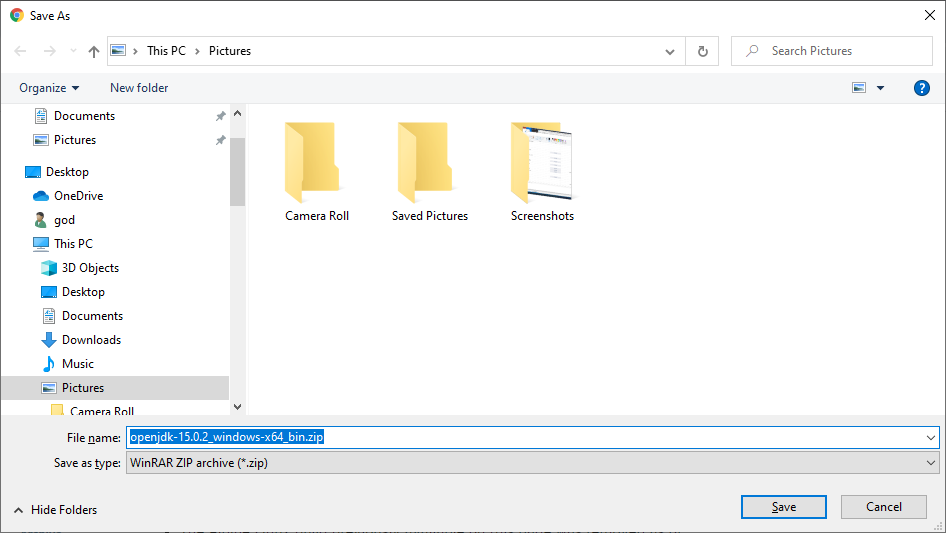 Save As
This PC
Pictures
Search Pictures
Organize
New folder
?
Documents
Pictures
Desktop
OneDrive
god
This PC
3D Objects
Desktop
Documents
Downloads
Music
Pictures
Camera Roll
Camera Roll
Saved Pictures
Screenshots
File name:
openjdk-15.0.2_windows-x64_bin.zip
Save as type:
WinRAR ZIP archive (*.zip)
Hide Folders
Save
Cancel